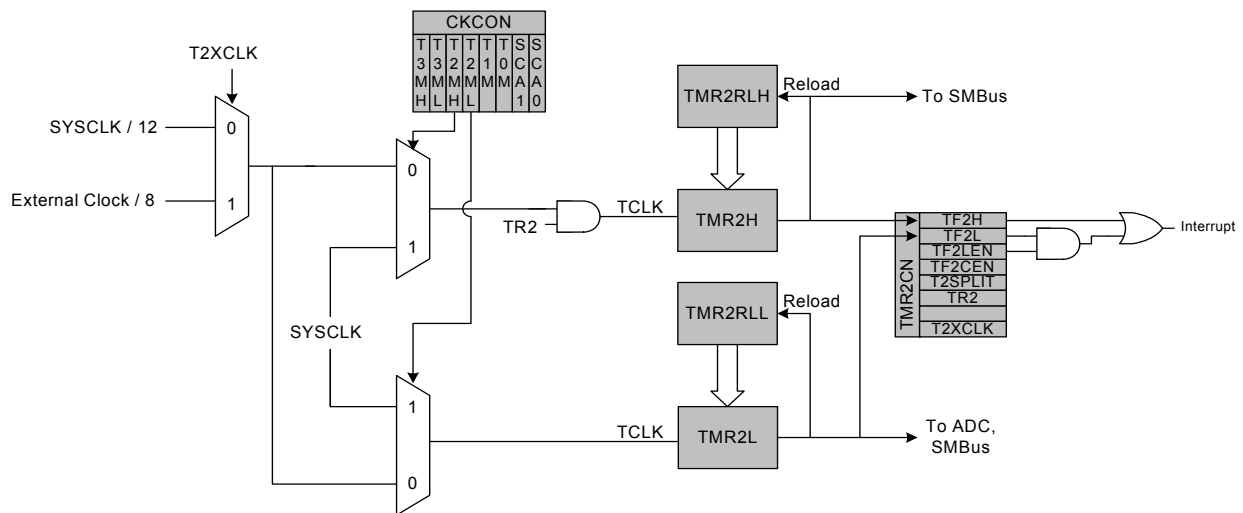 CKCON
T3MH
T3ML
T2MH
T2ML
T1M
T0M
SCA1
SCA0
T2XCLK
SYSCLK / 12
0
External Clock / 8
1
0
1
TR2
TCLK
TMR2RLH
Reload
To SMBus
TMR2H
TMR2CN
TF2H
TF2L
TF2LEN
TF2CEN
T2SPLIT
TR2
T2XCLK
Interrupt
SYSCLK
1
0
TCLK
TMR2RLL
Reload
TMR2L
To ADC,
SMBus